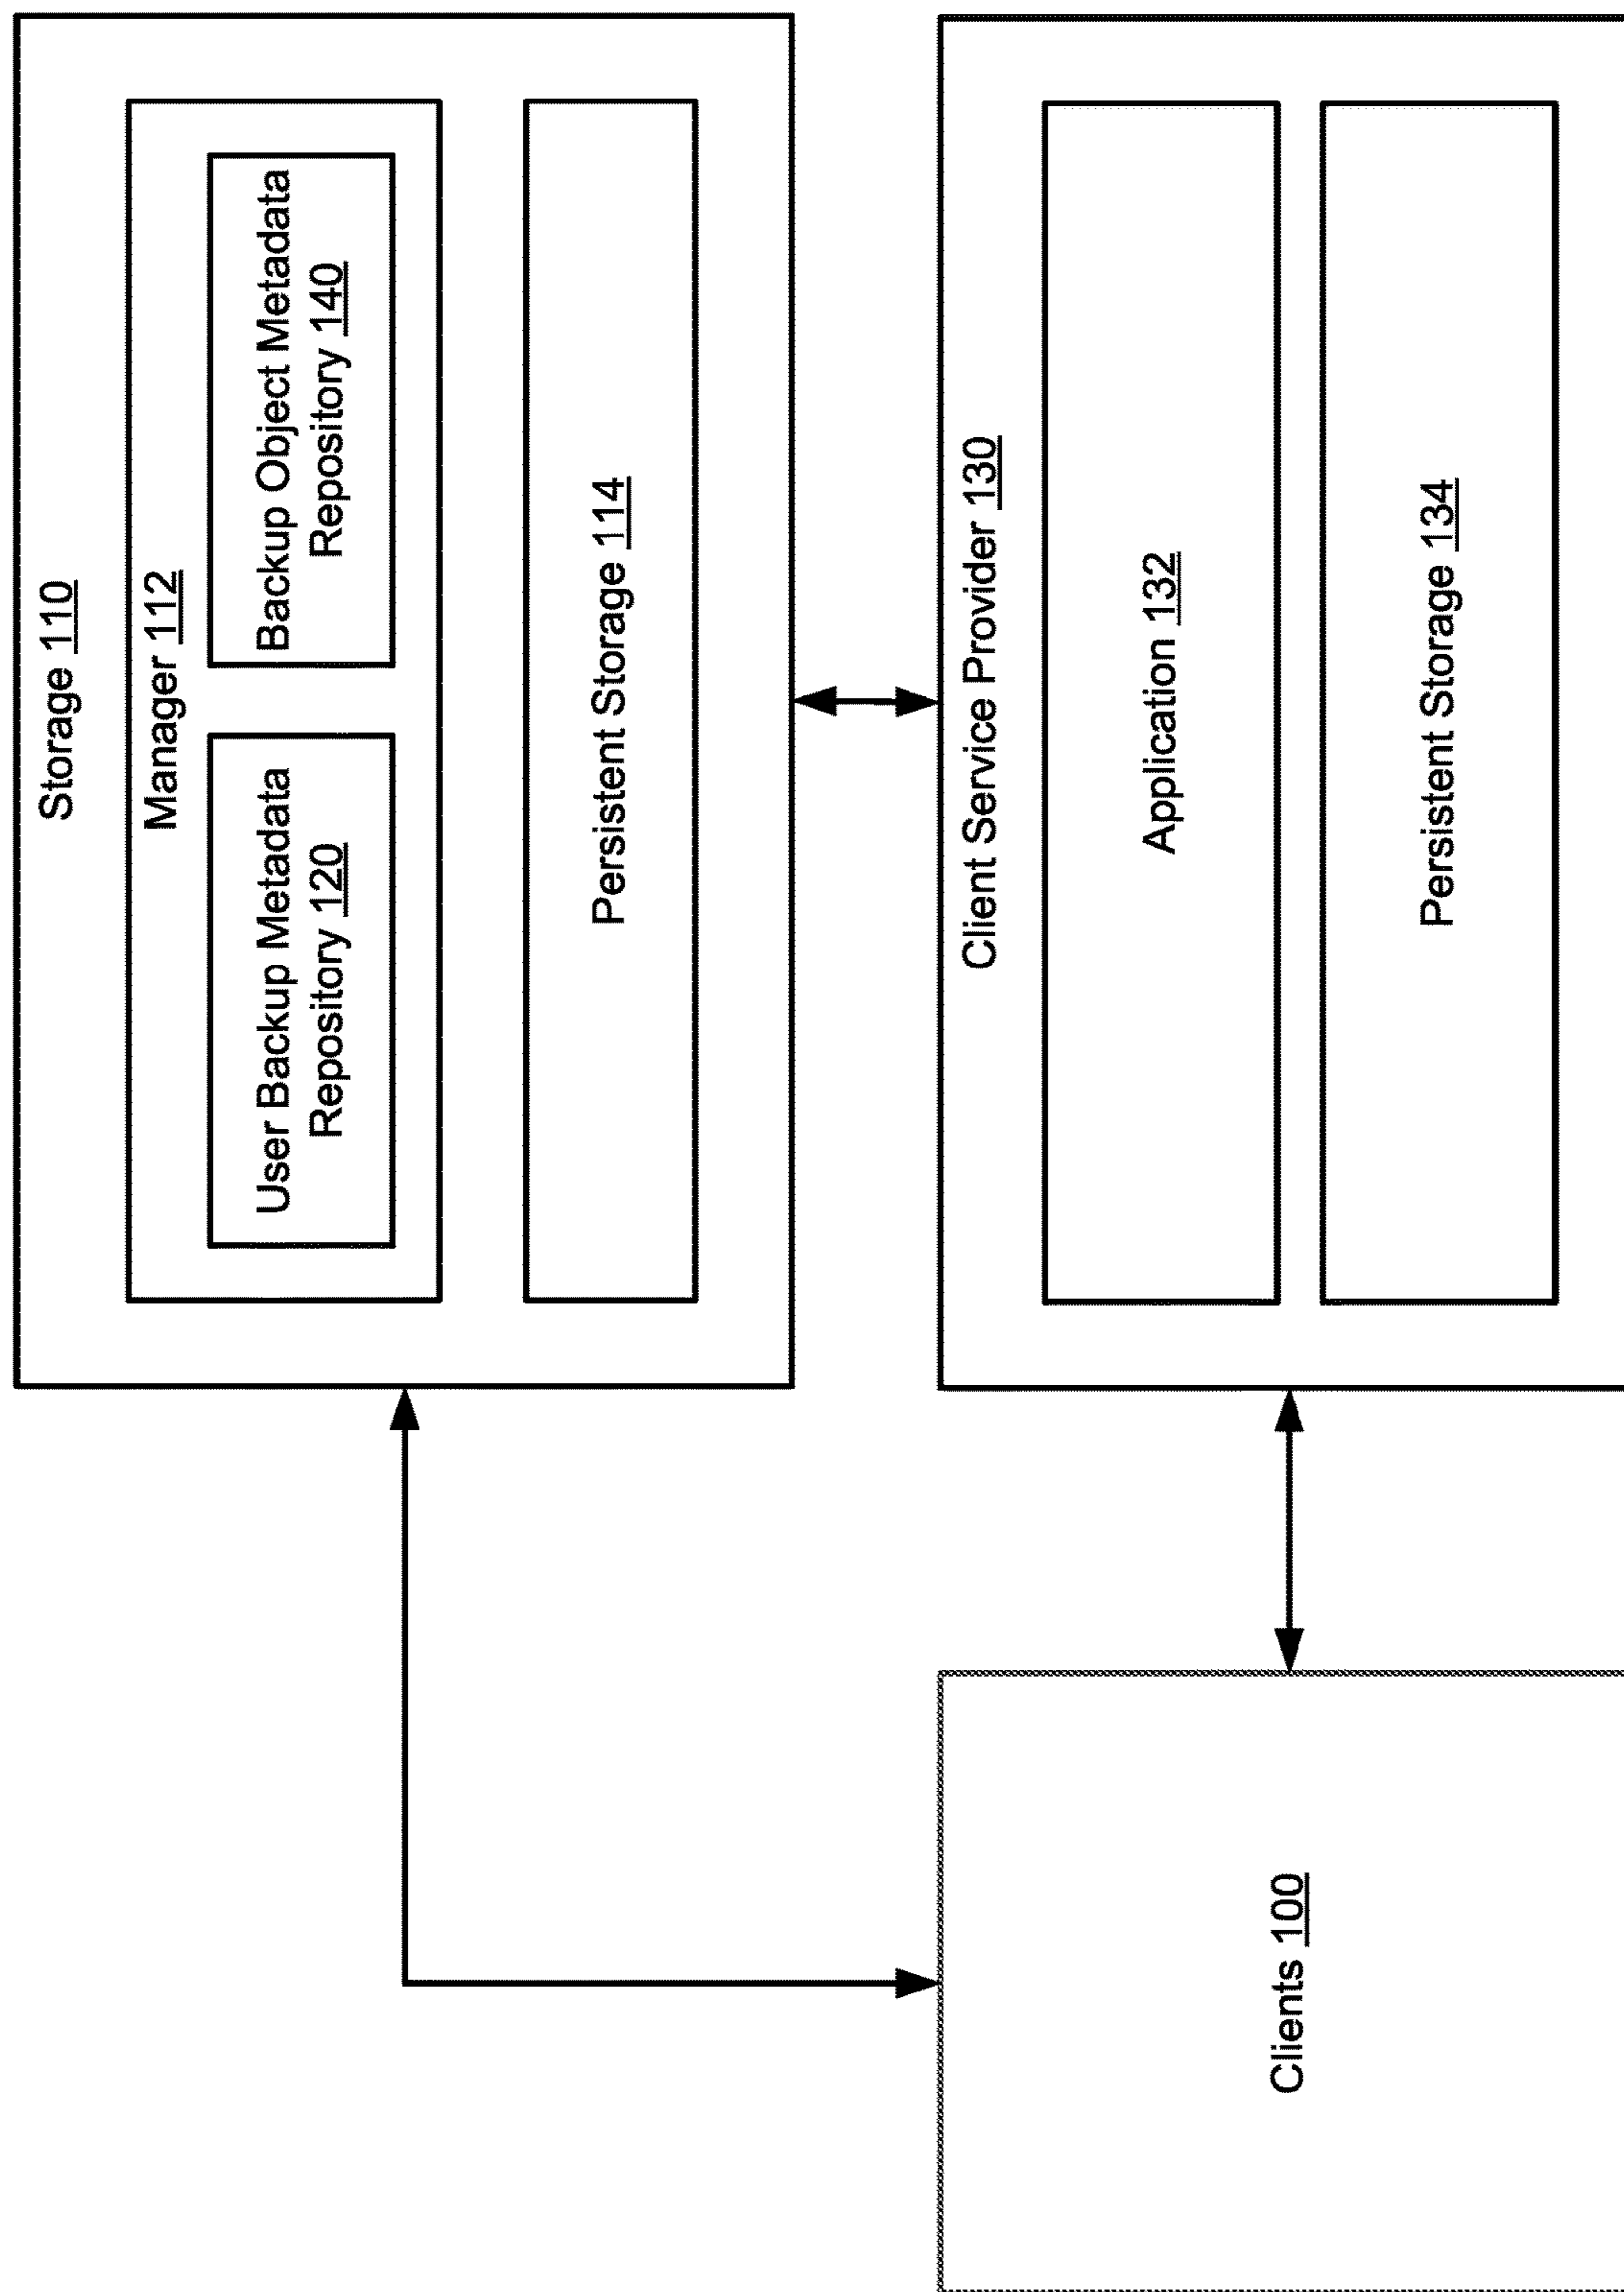 Storage 110
Manager 112
User Backup Metadata
Repository 120
Backup Object Metadata
Repository 140
Persistent Storage 114
Client Service Provider 130
Application 132
Persistent Storage 134
Clients 100